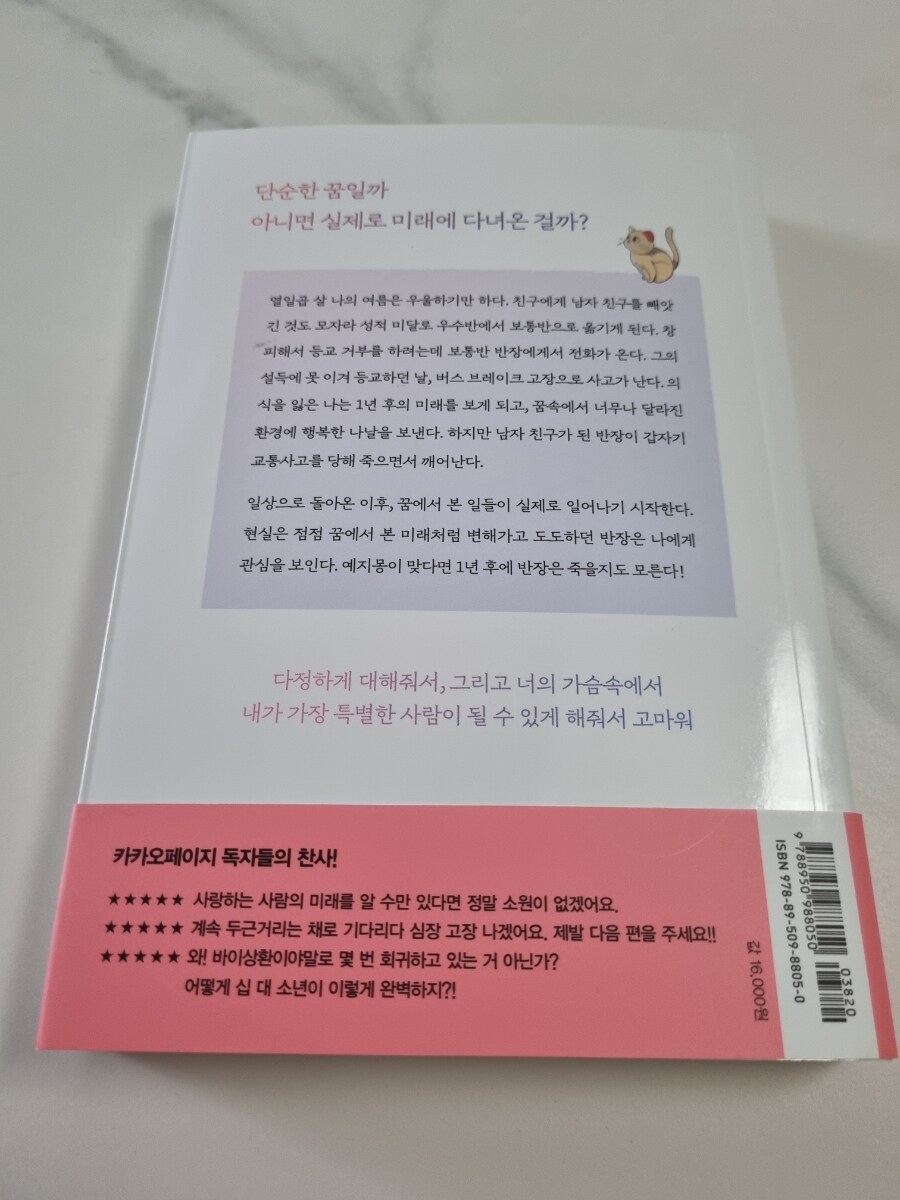 단순한 꿈일까
아니면 실제로 미래에 다녀온 걸까?
열일곱 살 나의 여름은 우울하기만 하다. 친구에게 남자 친구를 빼앗
긴 것도 모자라 성적 미달로 우수반에서 보통반으로 옮기게 된다. 창
피해서 등교 거부를 하려는데 보통반 반장에게서 전화가 온다. 그의
설득에 못 이겨 등교하던 날, 버스 브레이크 고장으로 사고가 난다. 의
식을 잃은 나는 1년 후의 미래를 보게 되고, 꿈속에서 너무나 달라진
환경에 행복한 나날을 보낸다. 하지만 남자 친구가 된 반장이 갑자기
교통사고를 당해 죽으면서 깨어난다.
일상으로 돌아온 이후, 꿈에서 본 일들이 실제로 일어나기 시작한다.
현실은 점점 꿈에서 본 미래처럼 변해가고 도도하던 반장은 나에게
관심을 보인다. 예지몽이 맞다면 1년 후에 반장은 죽을지도 모른다!
다정하게 대해줘서, 그리고 너의 가슴속에서
내가 가장 특별한 사람이 될 수 있게 해줘서 고마워
카카오페이지 독자들의 찬사!
★★★★★ 사랑하는 사람의 미래를 알 수만 있다면 정말 소원이 없겠어요.
★★★★★ 계속 두근거리는 채로 기다리다 심장 고장 나겠어요. 제발 다음 편을 주세요!!
★★★★★ 와! 바이상환이야말로 몇 번 회귀하고 있는 거 아닌가?
어떻게 십 대 소년이 이렇게 완벽하지?!
값 16,000원
ISBN 978-89-509-8805-0
9 788950 988050
03820